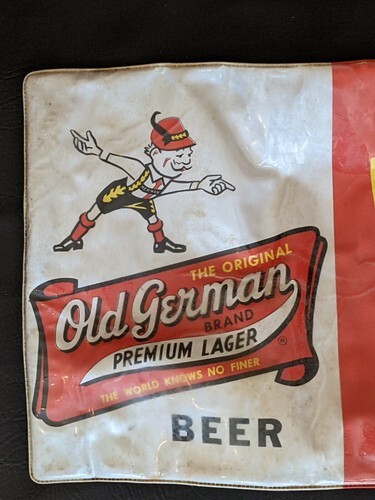 THE ORIGINAL
Old German
BRAND
PREMIUM LAGER ®
THE WORLD KNOWS NO FINER
BEER